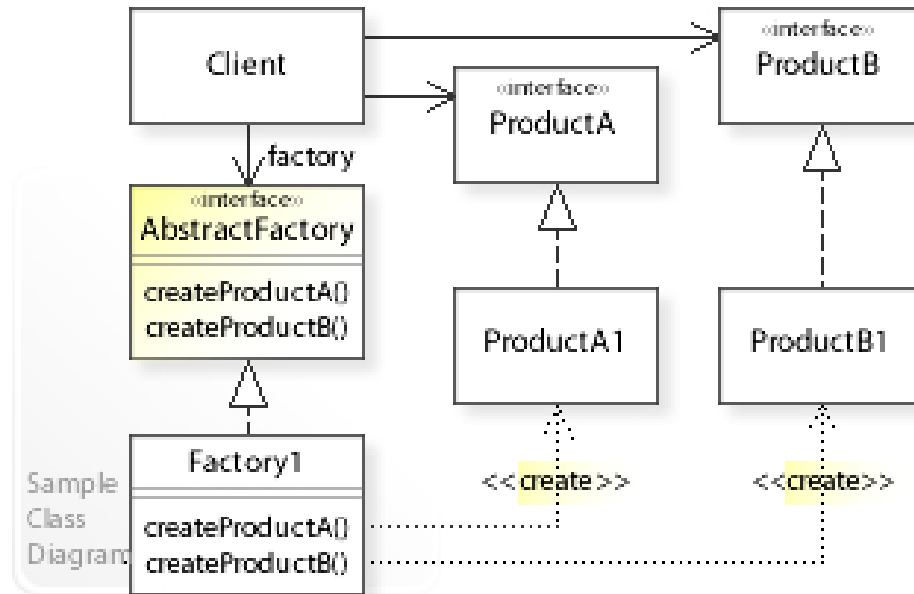 Client
«interface»
ProductB
«interface»
ProductA
factory
«interface»
AbstractFactory
createProductA()
createProductB()
ProductA1
ProductB1
Factory1
createProductA()
createProductB()
<<create>>
<<create>>
Sample
Class
Diagram